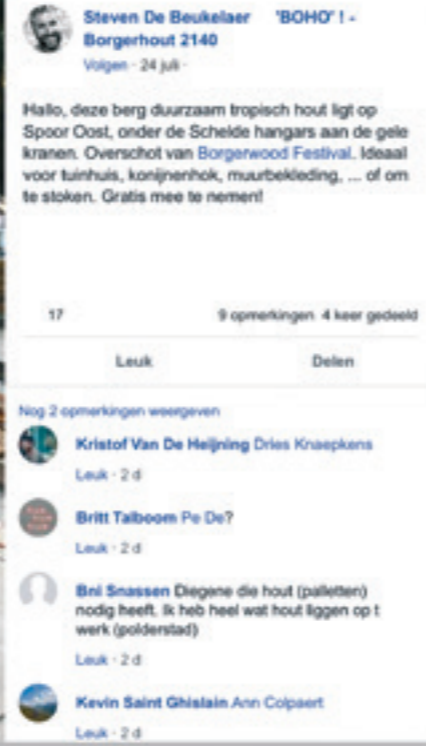 Steven De Beukelaer 'BOHO' ! -
Borgerhout 2140
Volgen · 24 juli ·
Hallo, deze berg duurzaam tropisch hout ligt op
Spoor Oost, onder de Schelde hangars aan de gele
kranen. Overschot van Borgerwood Festival. Ideaal
voor tuinhuis, konijnenhok, muurbekleding, ... of om
te stoken. Gratis mee te nemen!
17 9 opmerkingen 4 keer gedeeld
Leuk Delen
Nog 2 opmerkingen weergeven
Kristof Van De Heijning Dries Knaepkens
Leuk · 2 d
Britt Talboom Pe De?
Leuk · 2 d
Bni Snassen Diegene die hout (palletten)
nodig heeft. Ik heb heel wat hout liggen op t
werk (polderstad)
Leuk · 2 d
Kevin Saint Ghislain Ann Colpaert
Leuk · 2 d